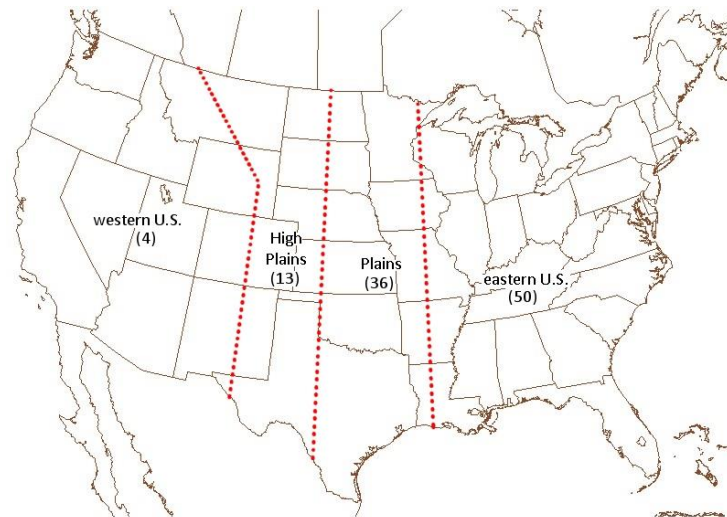 western U.S.
(4)
High
Plains
(13)
Plains
(36)
eastern U.S.
(50)